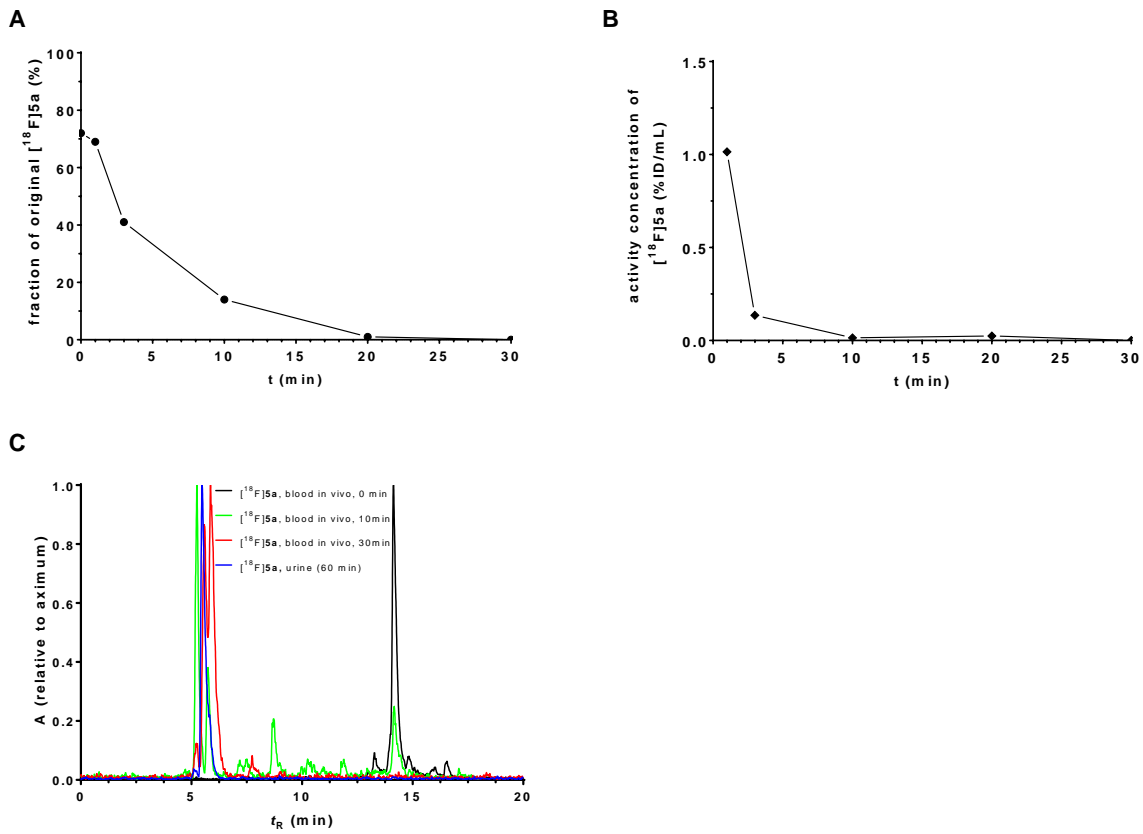 A
fraction of original [18F]5a (%)
100
80
60
40
20
0
0 5 10 15 20 25 30
t (min)
B
activity concentration of
[18F]5a (%ID/mL)
1.5
1.0
0.5
0.0
0 5 10 15 20 25 30
t (min)
C
A (relative to aximum)
1.0
0.8
0.6
0.4
0.2
0.0
[18F]5a, blood in vivo, 0 min
[18F]5a, blood in vivo, 10min
[18F]5a, blood in vivo, 30min
[18F]5a, urine (60 min)
0 5 10 15 20
tR (min)